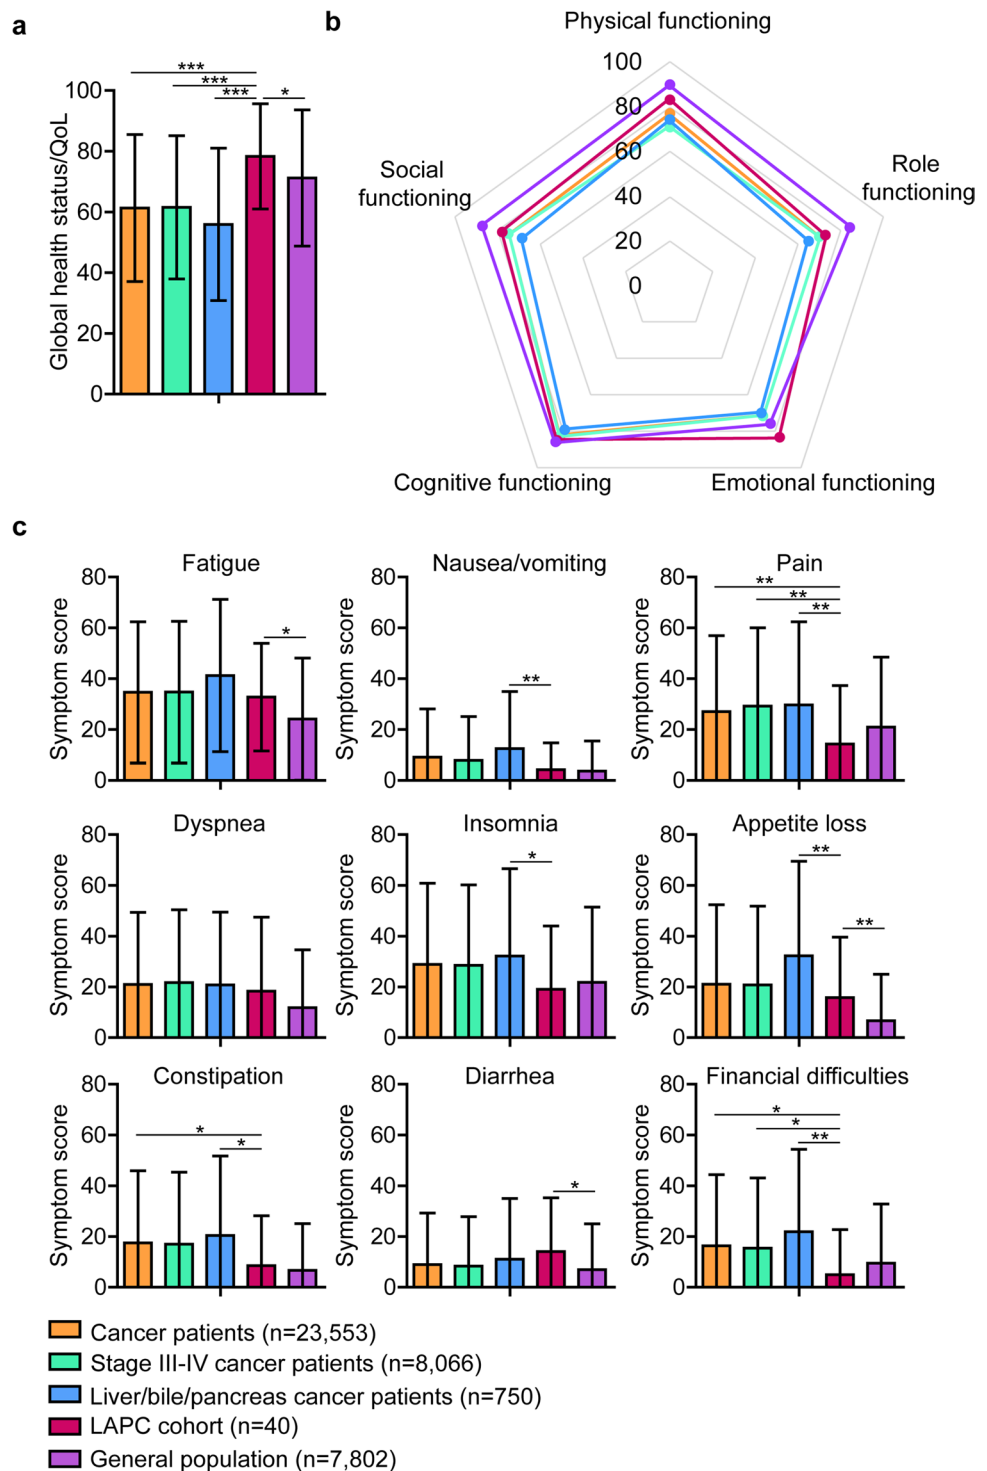 a
b
Global health status/QoL
100
80
60
40
20
0
***
***
***
*
Physical functioning
Role
functioning
Emotional functioning
Cognitive functioning
Social
functioning
100
80
60
40
20
0
c
Fatigue
Symptom score
80
60
40
20
0
*
Nausea/vomiting
Symptom score
80
60
40
20
0
**
Pain
Symptom score
80
60
40
20
0
**
**
**
Dyspnea
Symptom score
80
60
40
20
0
Insomnia
Symptom score
80
60
40
20
0
*
Appetite loss
Symptom score
80
60
40
20
0
**
**
Constipation
Symptom score
80
60
40
20
0
*
*
Diarrhea
Symptom score
80
60
40
20
0
*
Financial difficulties
Symptom score
80
60
40
20
0
*
*
**
Cancer patients (n=23,553)
Stage III-IV cancer patients (n=8,066)
Liver/bile/pancreas cancer patients (n=750)
LAPC cohort (n=40)
General population (n=7,802)